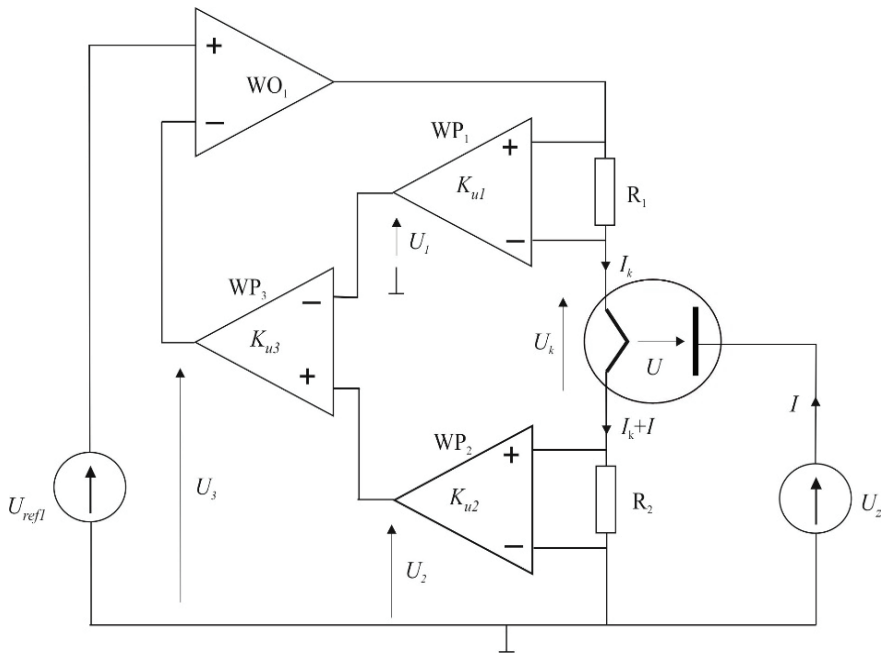 +
WO1
−
WP1
+
Ku1
−
R1
U1
Ik
WP3
−
Ku3
+
Uk
U
I
Ik+I
WP2
+
Ku2
−
R2
Uref1
U3
U2
Uz